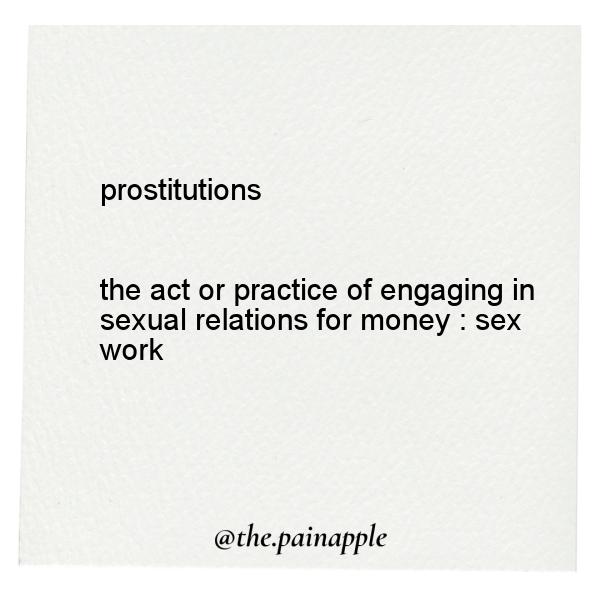 prostitutions
the act or practice of engaging in
sexual relations for money : sex
work
@the.painapple